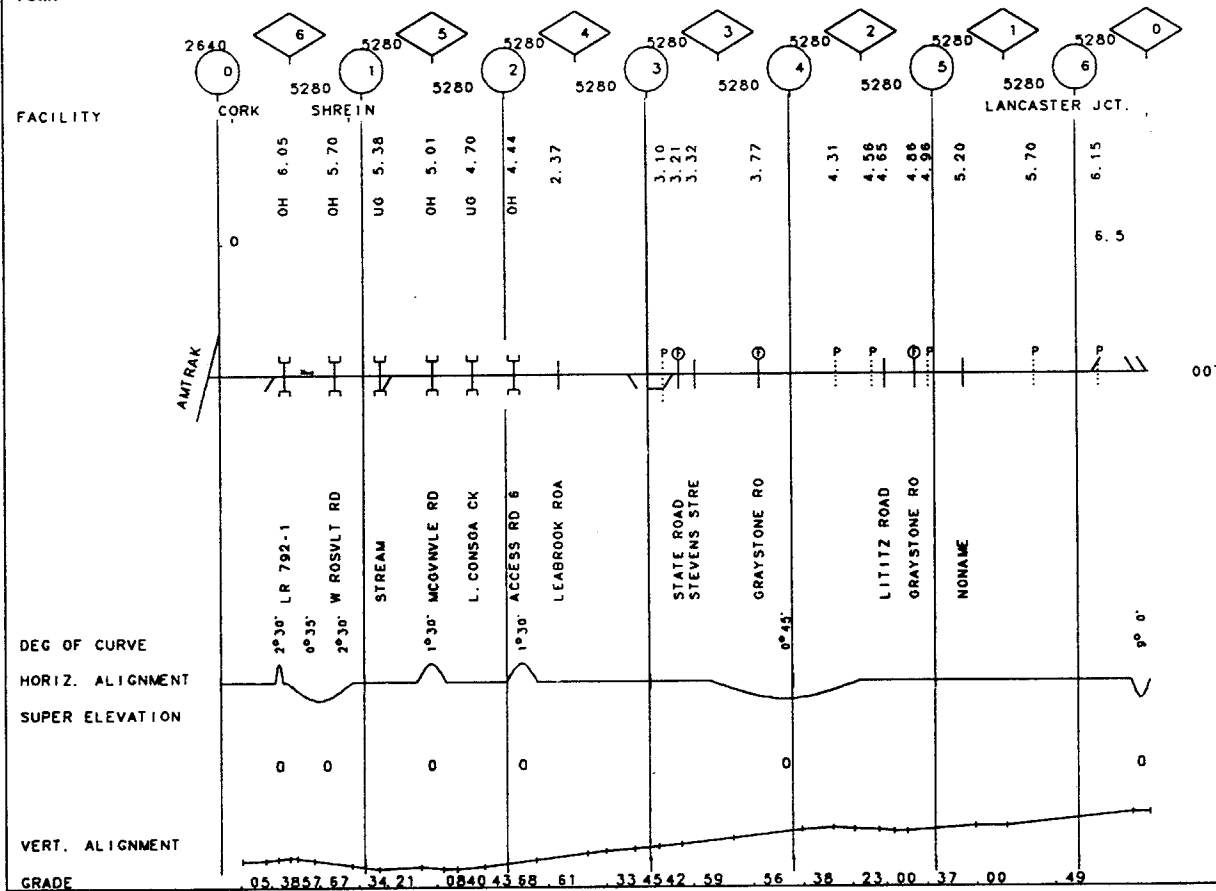 6 5 4 3 2 1 0
2640 5280 5280 5280 5280 5280 5280
0 1 2 3 4 5 6
5280 5280 5280 5280 5280 5280
FACILITY CORK SHREIN LANCASTER JCT.
OH 6.05
OH 5.70
UG 5.38
OH 5.01
UG 4.70
OH 4.44
2.37
3.10
3.21
3.32
3.77
4.31
4.56
4.65
4.86
4.96
5.20
5.70
6.15
0 6.5
AMTRAK
P F F P P F P P P
00
LR 792-1
W ROSVLT RD
STREAM
MCGVNVLE RD
L. CONSGA CK
ACCESS RD 6
LEABROOK ROA
STATE ROAD
STEVENS STRE
GRAYSTONE RO
LITITZ ROAD
GRAYSTONE RO
NONAME
DEG OF CURVE 2°30' 0°35' 2°30' 1°30' 1°30' 0°45' 9° 0'
HORIZ. ALIGNMENT
SUPER ELEVATION
0 0 0 0 0 0
VERT. ALIGNMENT
GRADE .05 .38 57 .67 .34 .21 .08 40 43 68 .61 .33 45 42 .59 .56 .38 .23 .00 .37 .00 .49